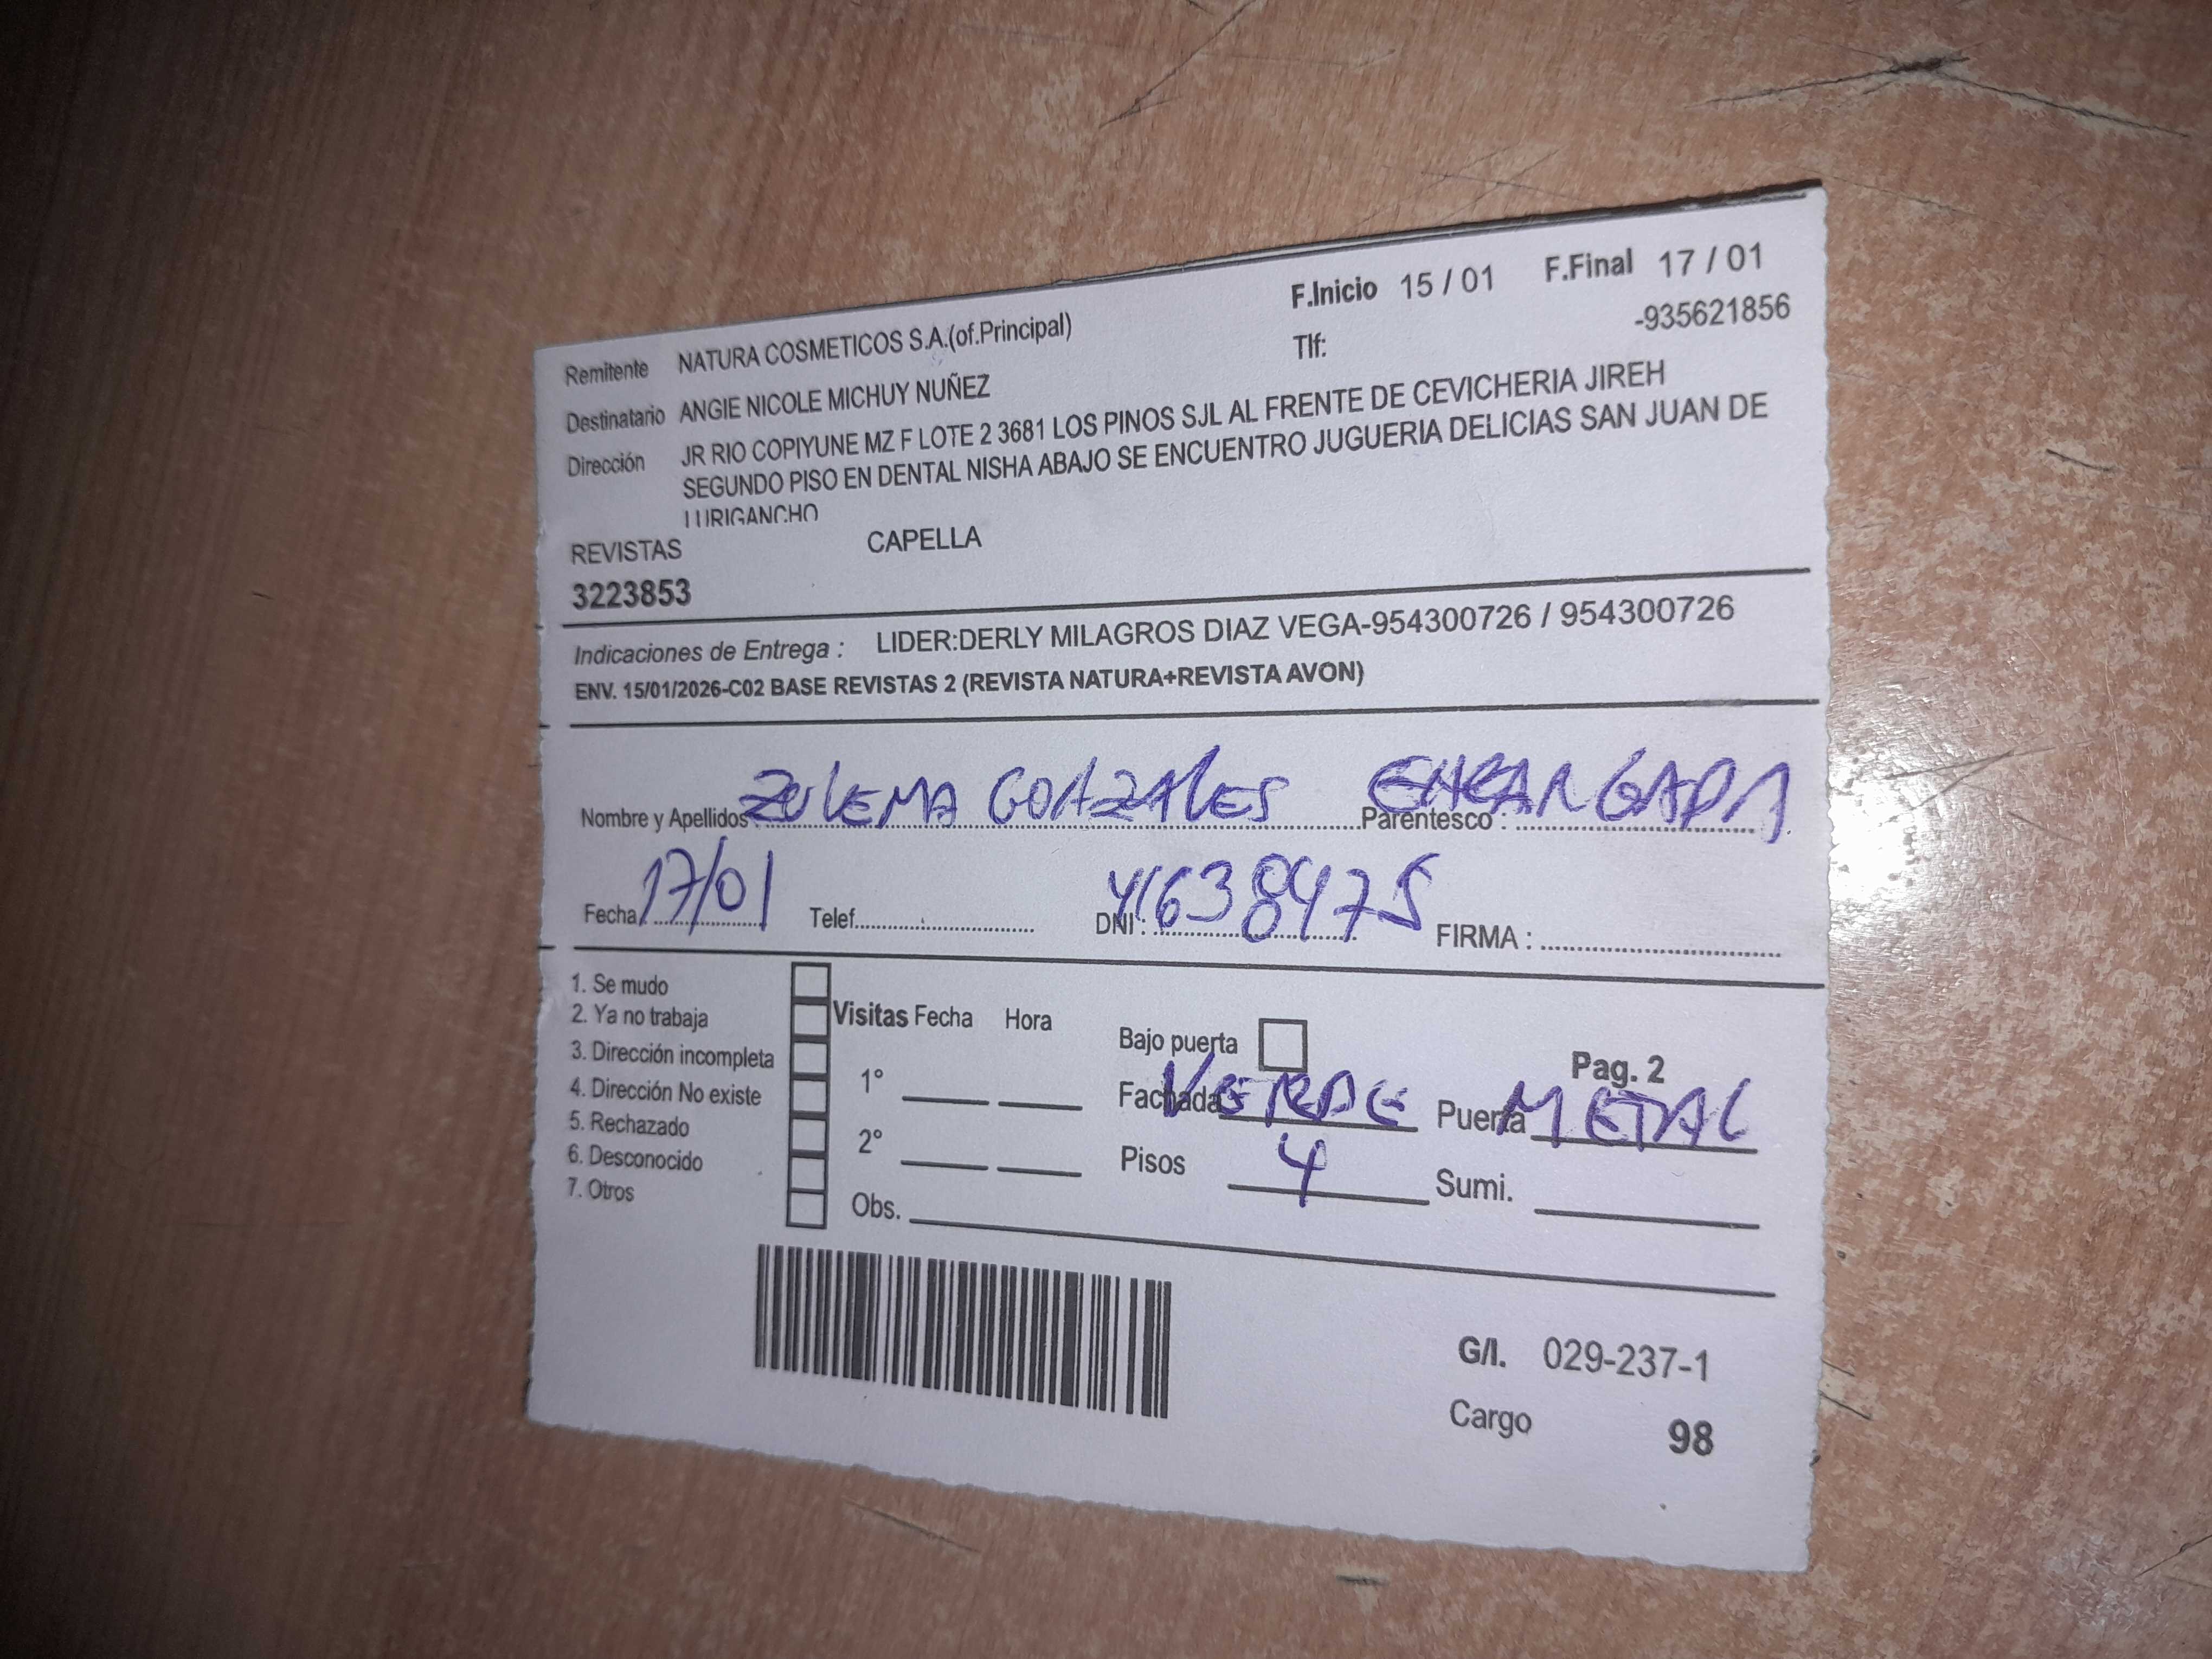 F.Inicio 15 / 01 F.Final 17 / 01
Remitente NATURA COSMETICOS S.A.(of.Principal) Tlf: -935621856
Destinatario ANGIE NICOLE MICHUY NUÑEZ
Dirección JR RIO COPIYUNE MZ F LOTE 2 3681 LOS PINOS SJL AL FRENTE DE CEVICHERIA JIREH
SEGUNDO PISO EN DENTAL NISHA ABAJO SE ENCUENTRO JUGUERIA DELICIAS SAN JUAN DE
LURIGANCHO
REVISTAS CAPELLA
3223853
Indicaciones de Entrega : LIDER:DERLY MILAGROS DIAZ VEGA-954300726 / 954300726
ENV. 15/01/2026-C02 BASE REVISTAS 2 (REVISTA NATURA+REVISTA AVON)
Nombre y Apellidos: ZULEMA GONZALES Parentesco : ENCARGADA
Fecha 17/01 Telef. DNI : 41638475 FIRMA :
1. Se mudo
2. Ya no trabaja
3. Dirección incompleta
4. Dirección No existe
5. Rechazado
6. Desconocido
7. Otros
Visitas Fecha Hora
1°
2°
Obs.
Bajo puerta Pag. 2
Fachada VERDE Puerta METAL
Pisos 4 Sumi.
G/I. 029-237-1
Cargo 98